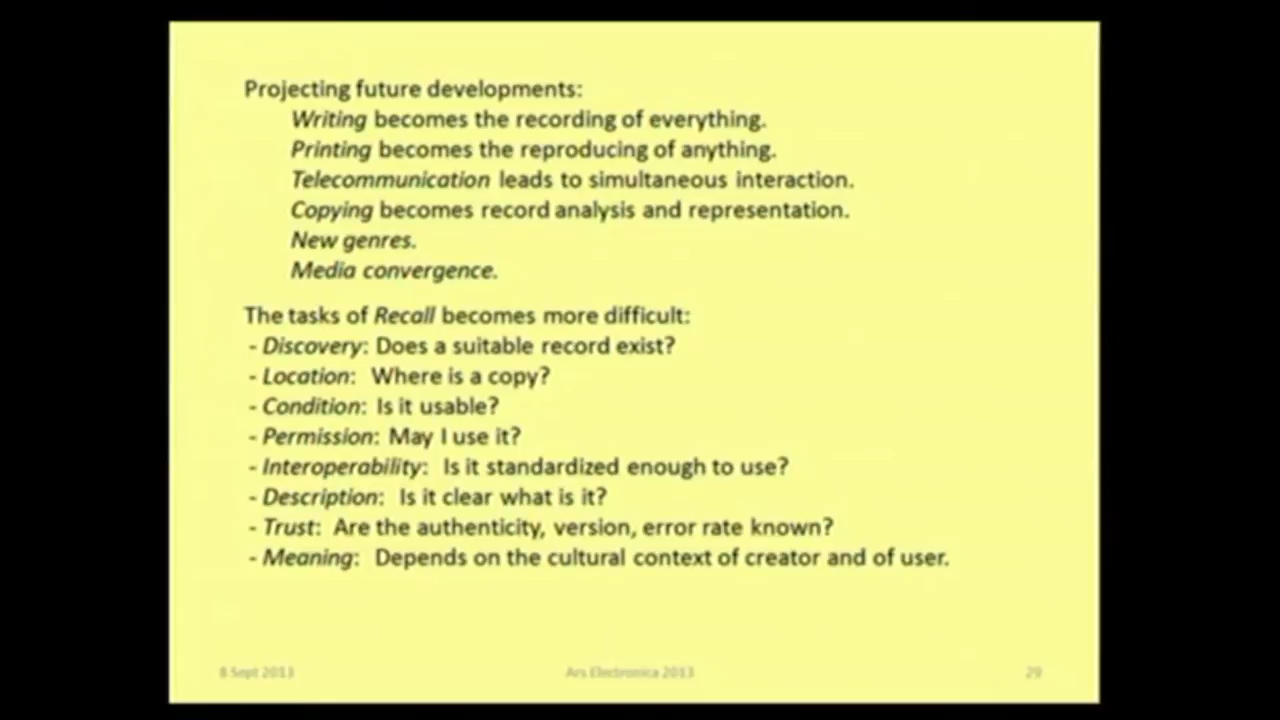 Projecting future developments:
Writing becomes the recording of everything.
Printing becomes the reproducing of anything.
Telecommunication leads to simultaneous interaction.
Copying becomes record analysis and representation.
New genres.
Media convergence.
The tasks of Recall becomes more difficult:
- Discovery: Does a suitable record exist?
- Location: Where is a copy?
- Condition: Is it usable?
- Permission: May I use it?
- Interoperability: Is it standardized enough to use?
- Description: Is it clear what is it?
- Trust: Are the authenticity, version, error rate known?
- Meaning: Depends on the cultural context of creator and of user.
8 Sept 2013 Ars Electronica 2013 29